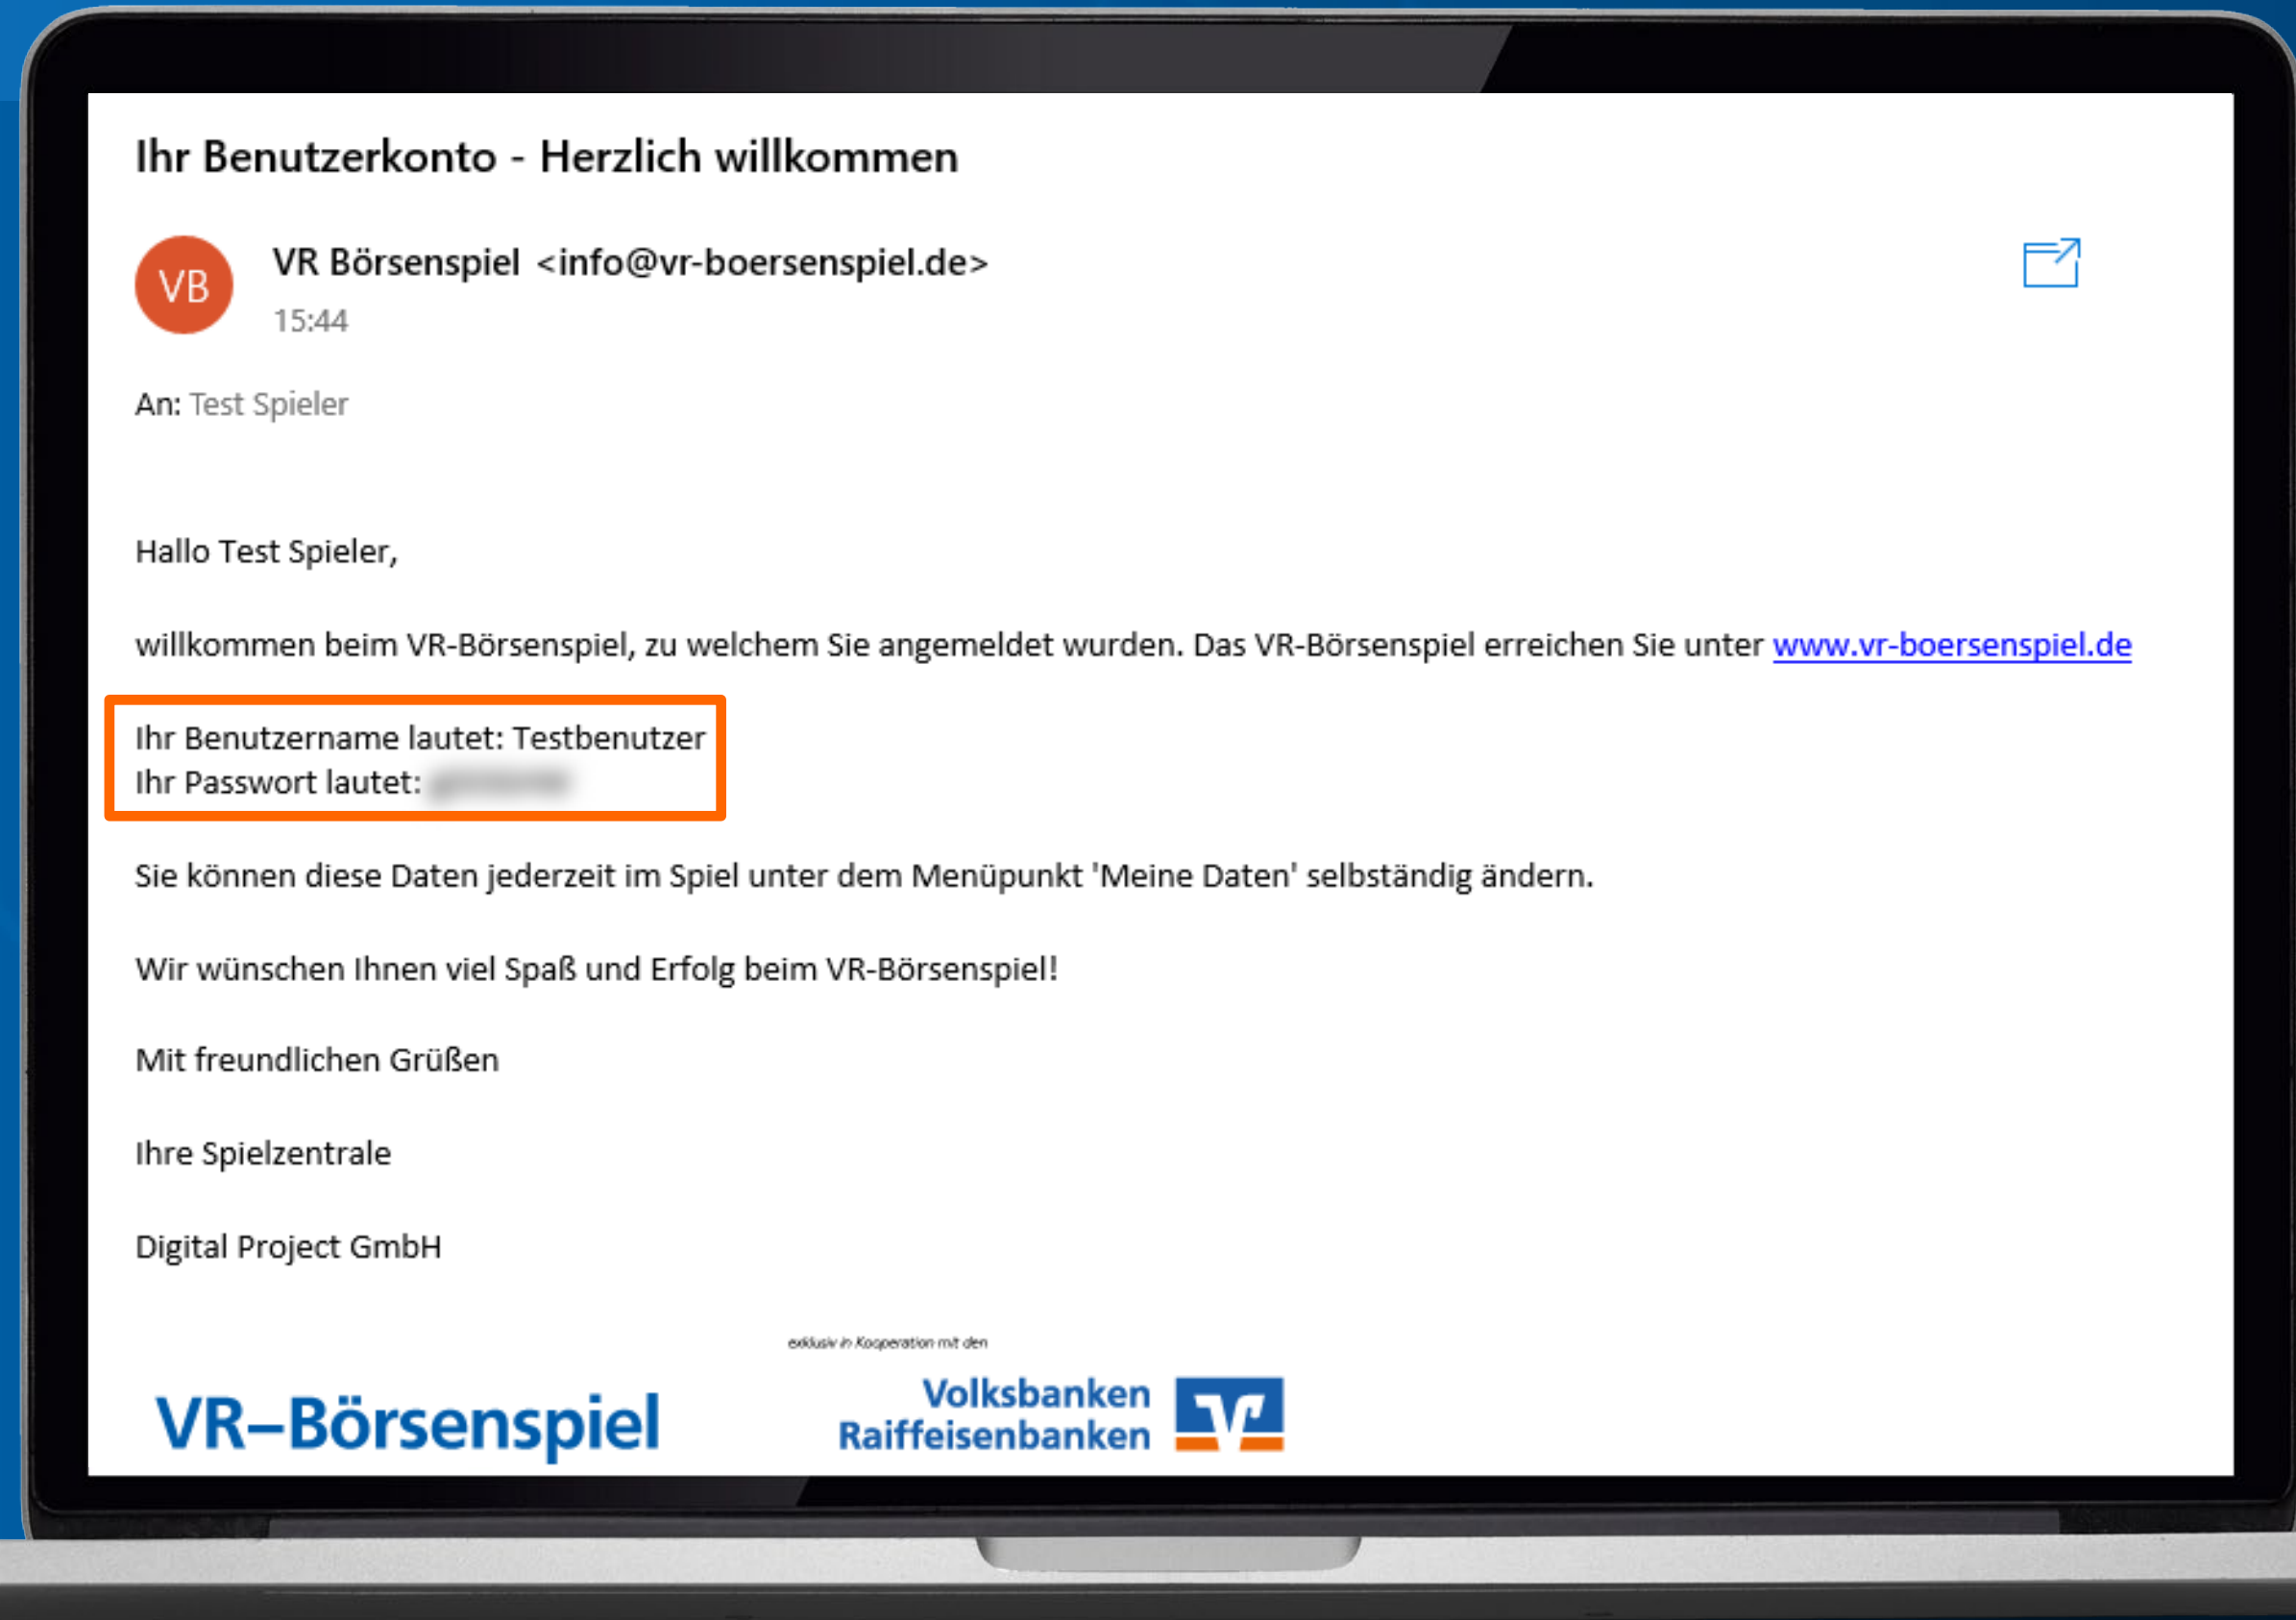 Ihr Benutzerkonto - Herzlich willkommen
VB
VR Börsenspiel <info@vr-boersenspiel.de>
15:44
An: Test Spieler
Hallo Test Spieler,
willkommen beim VR-Börsenspiel, zu welchem Sie angemeldet wurden. Das VR-Börsenspiel erreichen Sie unter www.vr-boersenspiel.de
Ihr Benutzername lautet: Testbenutzer
Ihr Passwort lautet:
Sie können diese Daten jederzeit im Spiel unter dem Menüpunkt 'Meine Daten' selbständig ändern.
Wir wünschen Ihnen viel Spaß und Erfolg beim VR-Börsenspiel!
Mit freundlichen Grüßen
Ihre Spielzentrale
Digital Project GmbH
exklusiv in Kooperation mit den
VR–Börsenspiel
Volksbanken
Raiffeisenbanken